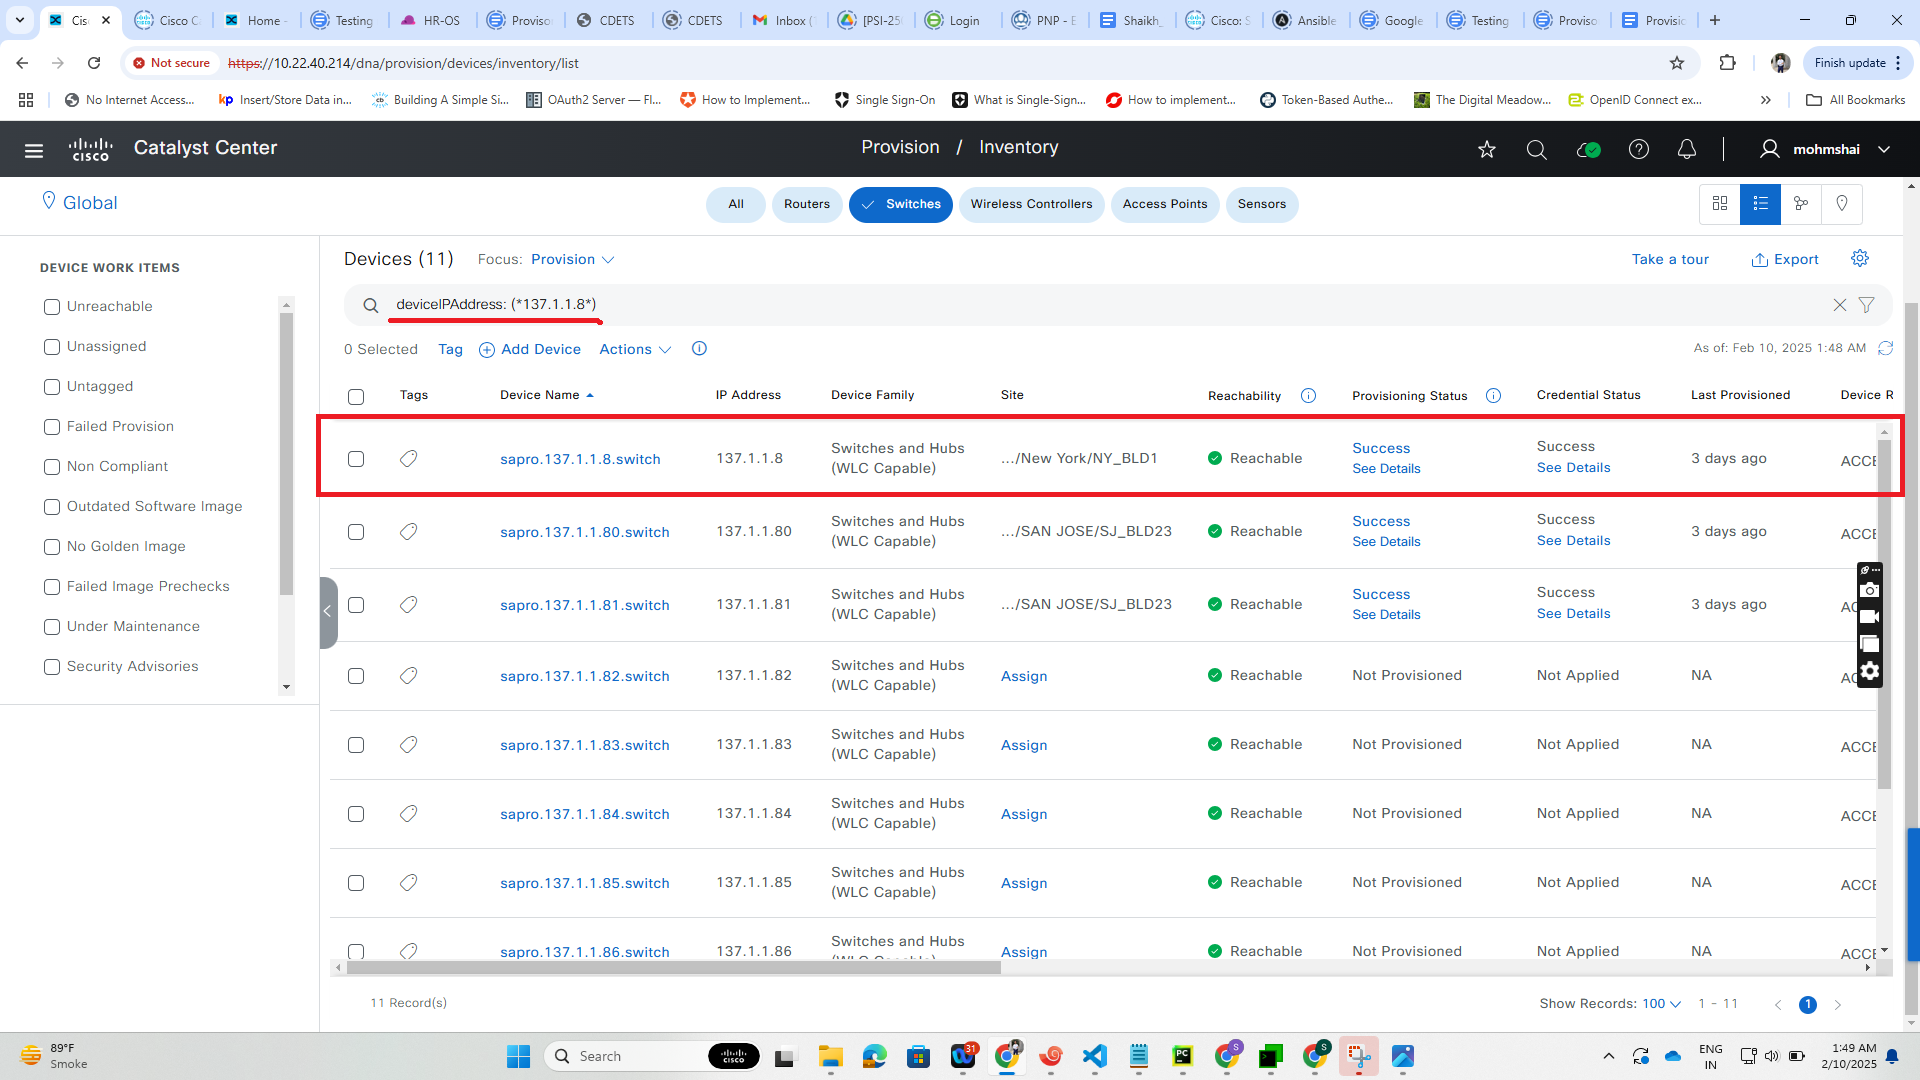 Cisc
Cisco C
Home -
Testing
HR-OS
Proviso
CDETS
CDETS
Inbox (
[PSI-25
Login
PNP - E
Shaikh_
Cisco: S
Ansible
Google
Testing
Proviso
Provisio
Not secure
https://10.22.40.214/dna/provision/devices/inventory/list
Finish update
No Internet Access...
Insert/Store Data in...
Building A Simple Si...
OAuth2 Server — Fl...
How to Implement...
Single Sign-On
What is Single-Sign...
How to implement...
Token-Based Authe...
The Digital Meadow...
OpenID Connect ex...
All Bookmarks
cisco
Catalyst Center
Provision / Inventory
mohmshai
Global
All
Routers
Switches
Wireless Controllers
Access Points
Sensors
DEVICE WORK ITEMS
Unreachable
Unassigned
Untagged
Failed Provision
Non Compliant
Outdated Software Image
No Golden Image
Failed Image Prechecks
Under Maintenance
Security Advisories
Devices (11)
Focus: Provision
Take a tour
Export
deviceIPAddress: (*137.1.1.8*)
0 Selected
Tag
Add Device
Actions
As of: Feb 10, 2025 1:48 AM
Tags
Device Name
IP Address
Device Family
Site
Reachability
Provisioning Status
Credential Status
Last Provisioned
Device R
sapro.137.1.1.8.switch
137.1.1.8
Switches and Hubs
(WLC Capable)
.../New York/NY_BLD1
Reachable
Success
See Details
Success
See Details
3 days ago
ACCE
sapro.137.1.1.80.switch
137.1.1.80
Switches and Hubs
(WLC Capable)
.../SAN JOSE/SJ_BLD23
Reachable
Success
See Details
Success
See Details
3 days ago
ACCE
sapro.137.1.1.81.switch
137.1.1.81
Switches and Hubs
(WLC Capable)
.../SAN JOSE/SJ_BLD23
Reachable
Success
See Details
Success
See Details
3 days ago
AC
sapro.137.1.1.82.switch
137.1.1.82
Switches and Hubs
(WLC Capable)
Assign
Reachable
Not Provisioned
Not Applied
NA
AC
sapro.137.1.1.83.switch
137.1.1.83
Switches and Hubs
(WLC Capable)
Assign
Reachable
Not Provisioned
Not Applied
NA
ACCE
sapro.137.1.1.84.switch
137.1.1.84
Switches and Hubs
(WLC Capable)
Assign
Reachable
Not Provisioned
Not Applied
NA
ACCE
sapro.137.1.1.85.switch
137.1.1.85
Switches and Hubs
(WLC Capable)
Assign
Reachable
Not Provisioned
Not Applied
NA
ACCE
sapro.137.1.1.86.switch
137.1.1.86
Switches and Hubs
(WLC Capable)
Assign
Reachable
Not Provisioned
Not Applied
NA
ACCE
11 Record(s)
Show Records: 100
1 - 11
1
89°F
Smoke
Search
cisco
31
PC
S
S
ENG
IN
1:49 AM
2/10/2025